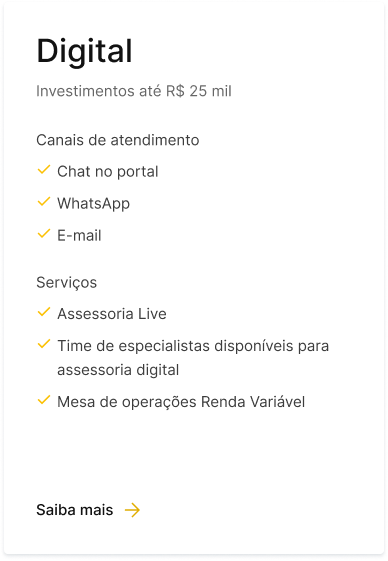 Digital
Investimentos até R$ 25 mil
Canais de atendimento
Chat no portal
WhatsApp
E-mail
Serviços
Assessoria Live
Time de especialistas disponíveis para
assessoria digital
Mesa de operações Renda Variável
Saiba mais